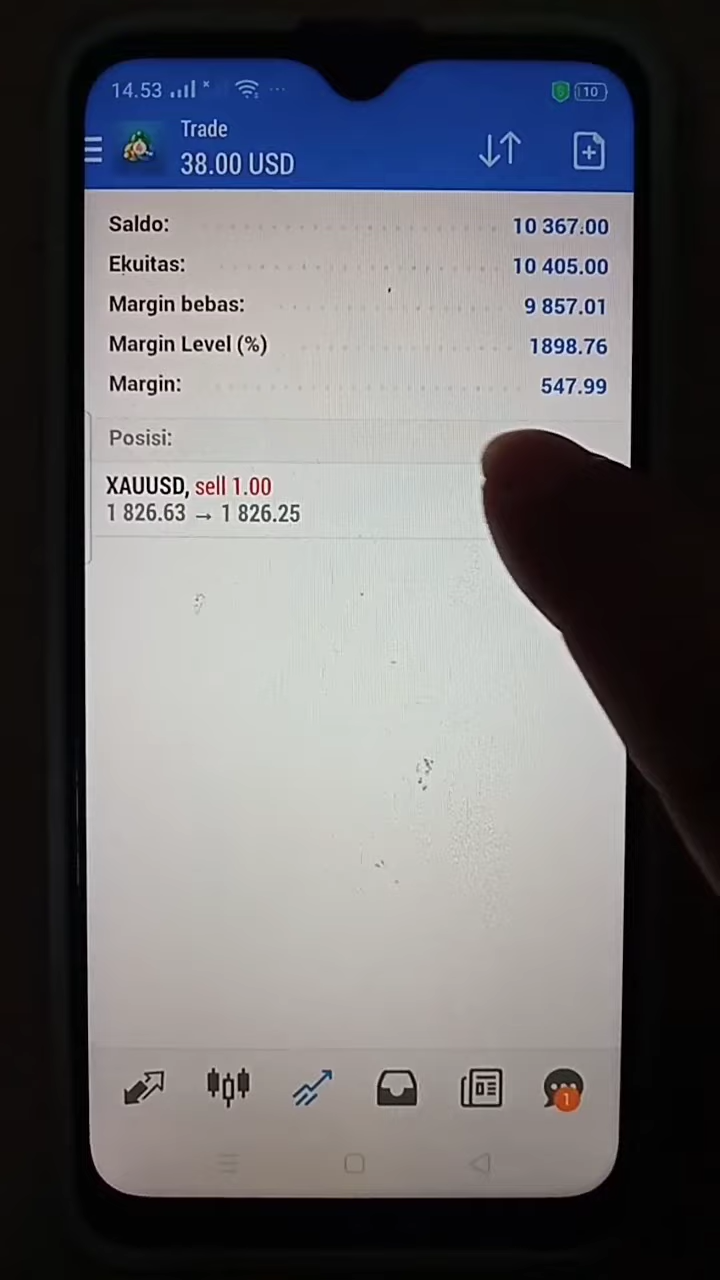 14.53
10
Trade
38.00 USD
Saldo: 10 367.00
Ekuitas: 10 405.00
Margin bebas: 9 857.01
Margin Level (%) 1898.76
Margin: 547.99
Posisi:
XAUUSD, sell 1.00
1 826.63 → 1 826.25
1